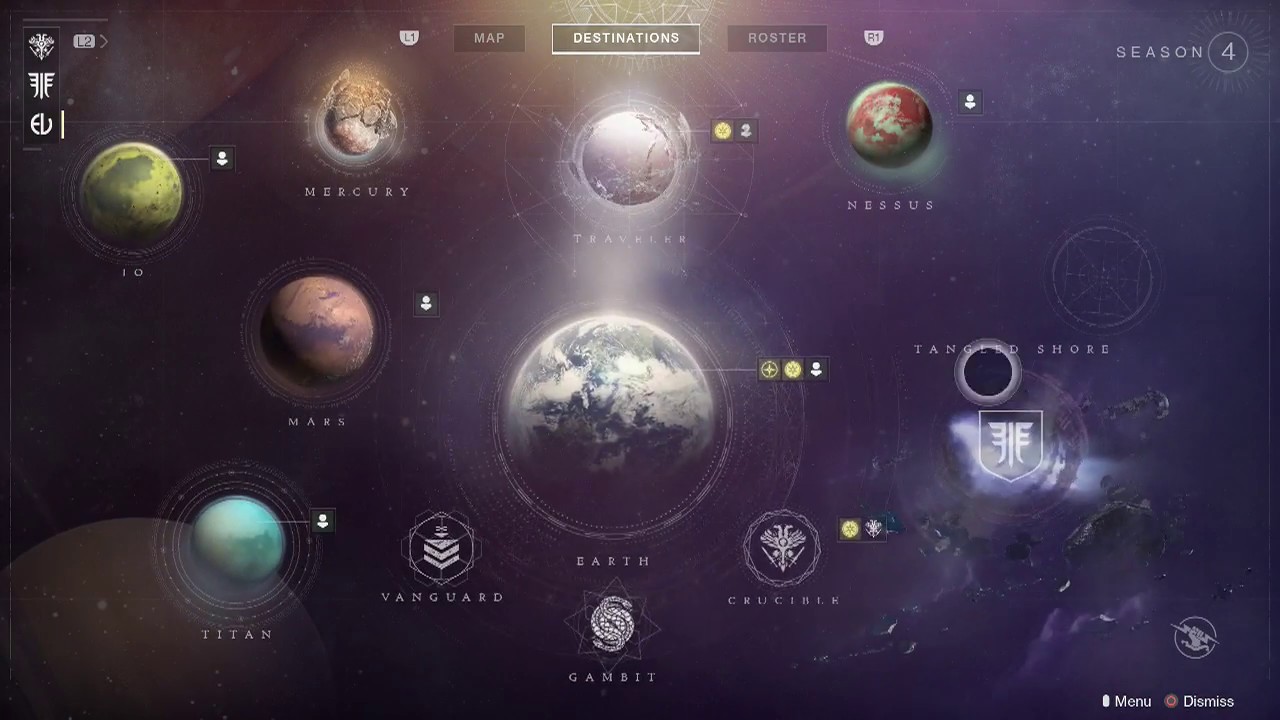 L2
L1
MAP
DESTINATIONS
ROSTER
R1
SEASON 4
MERCURY
NESSUS
TRAVELER
IO
TANGLED SHORE
MARS
EARTH
VANGUARD
CRUCIBLE
TITAN
GAMBIT
Menu
Dismiss